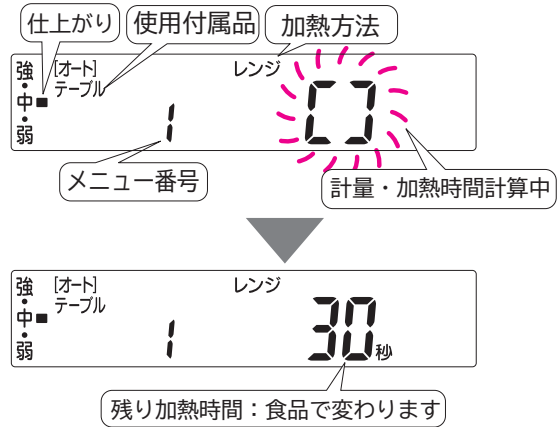 仕上がり 使用付属品 加熱方法
強・中・弱
[オート] レンジ
テーブル
1
メニュー番号
計量・加熱時間計算中
強・中・弱
[オート] レンジ
テーブル
1 30秒
残り加熱時間：食品で変わります